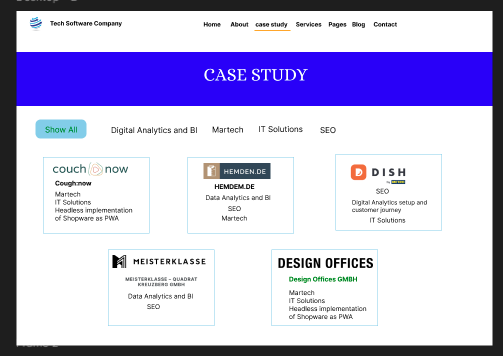 Tech Software Company
Home About case study Services Pages Blog Contact
CASE STUDY
Show All Digital Analytics and BI Martech IT Solutions SEO
couch now
Cough:now
Martech
IT Solutions
Headless implementation
of Shopware as PWA
HEMDEN.DE
HEMDEM.DE
Data Analytics and BI
SEO
Martech
DISH
SEO
Digital Analytics setup and
customer journey
IT Solutions
MEISTERKLASSE
MEISTERKLASSE - QUADRAT
KREUZBERG GMBH
Data Analytics and BI
SEO
DESIGN OFFICES
Design Offices GMBH
Martech
IT Solutions
Headless implementation
of Shopware as PWA